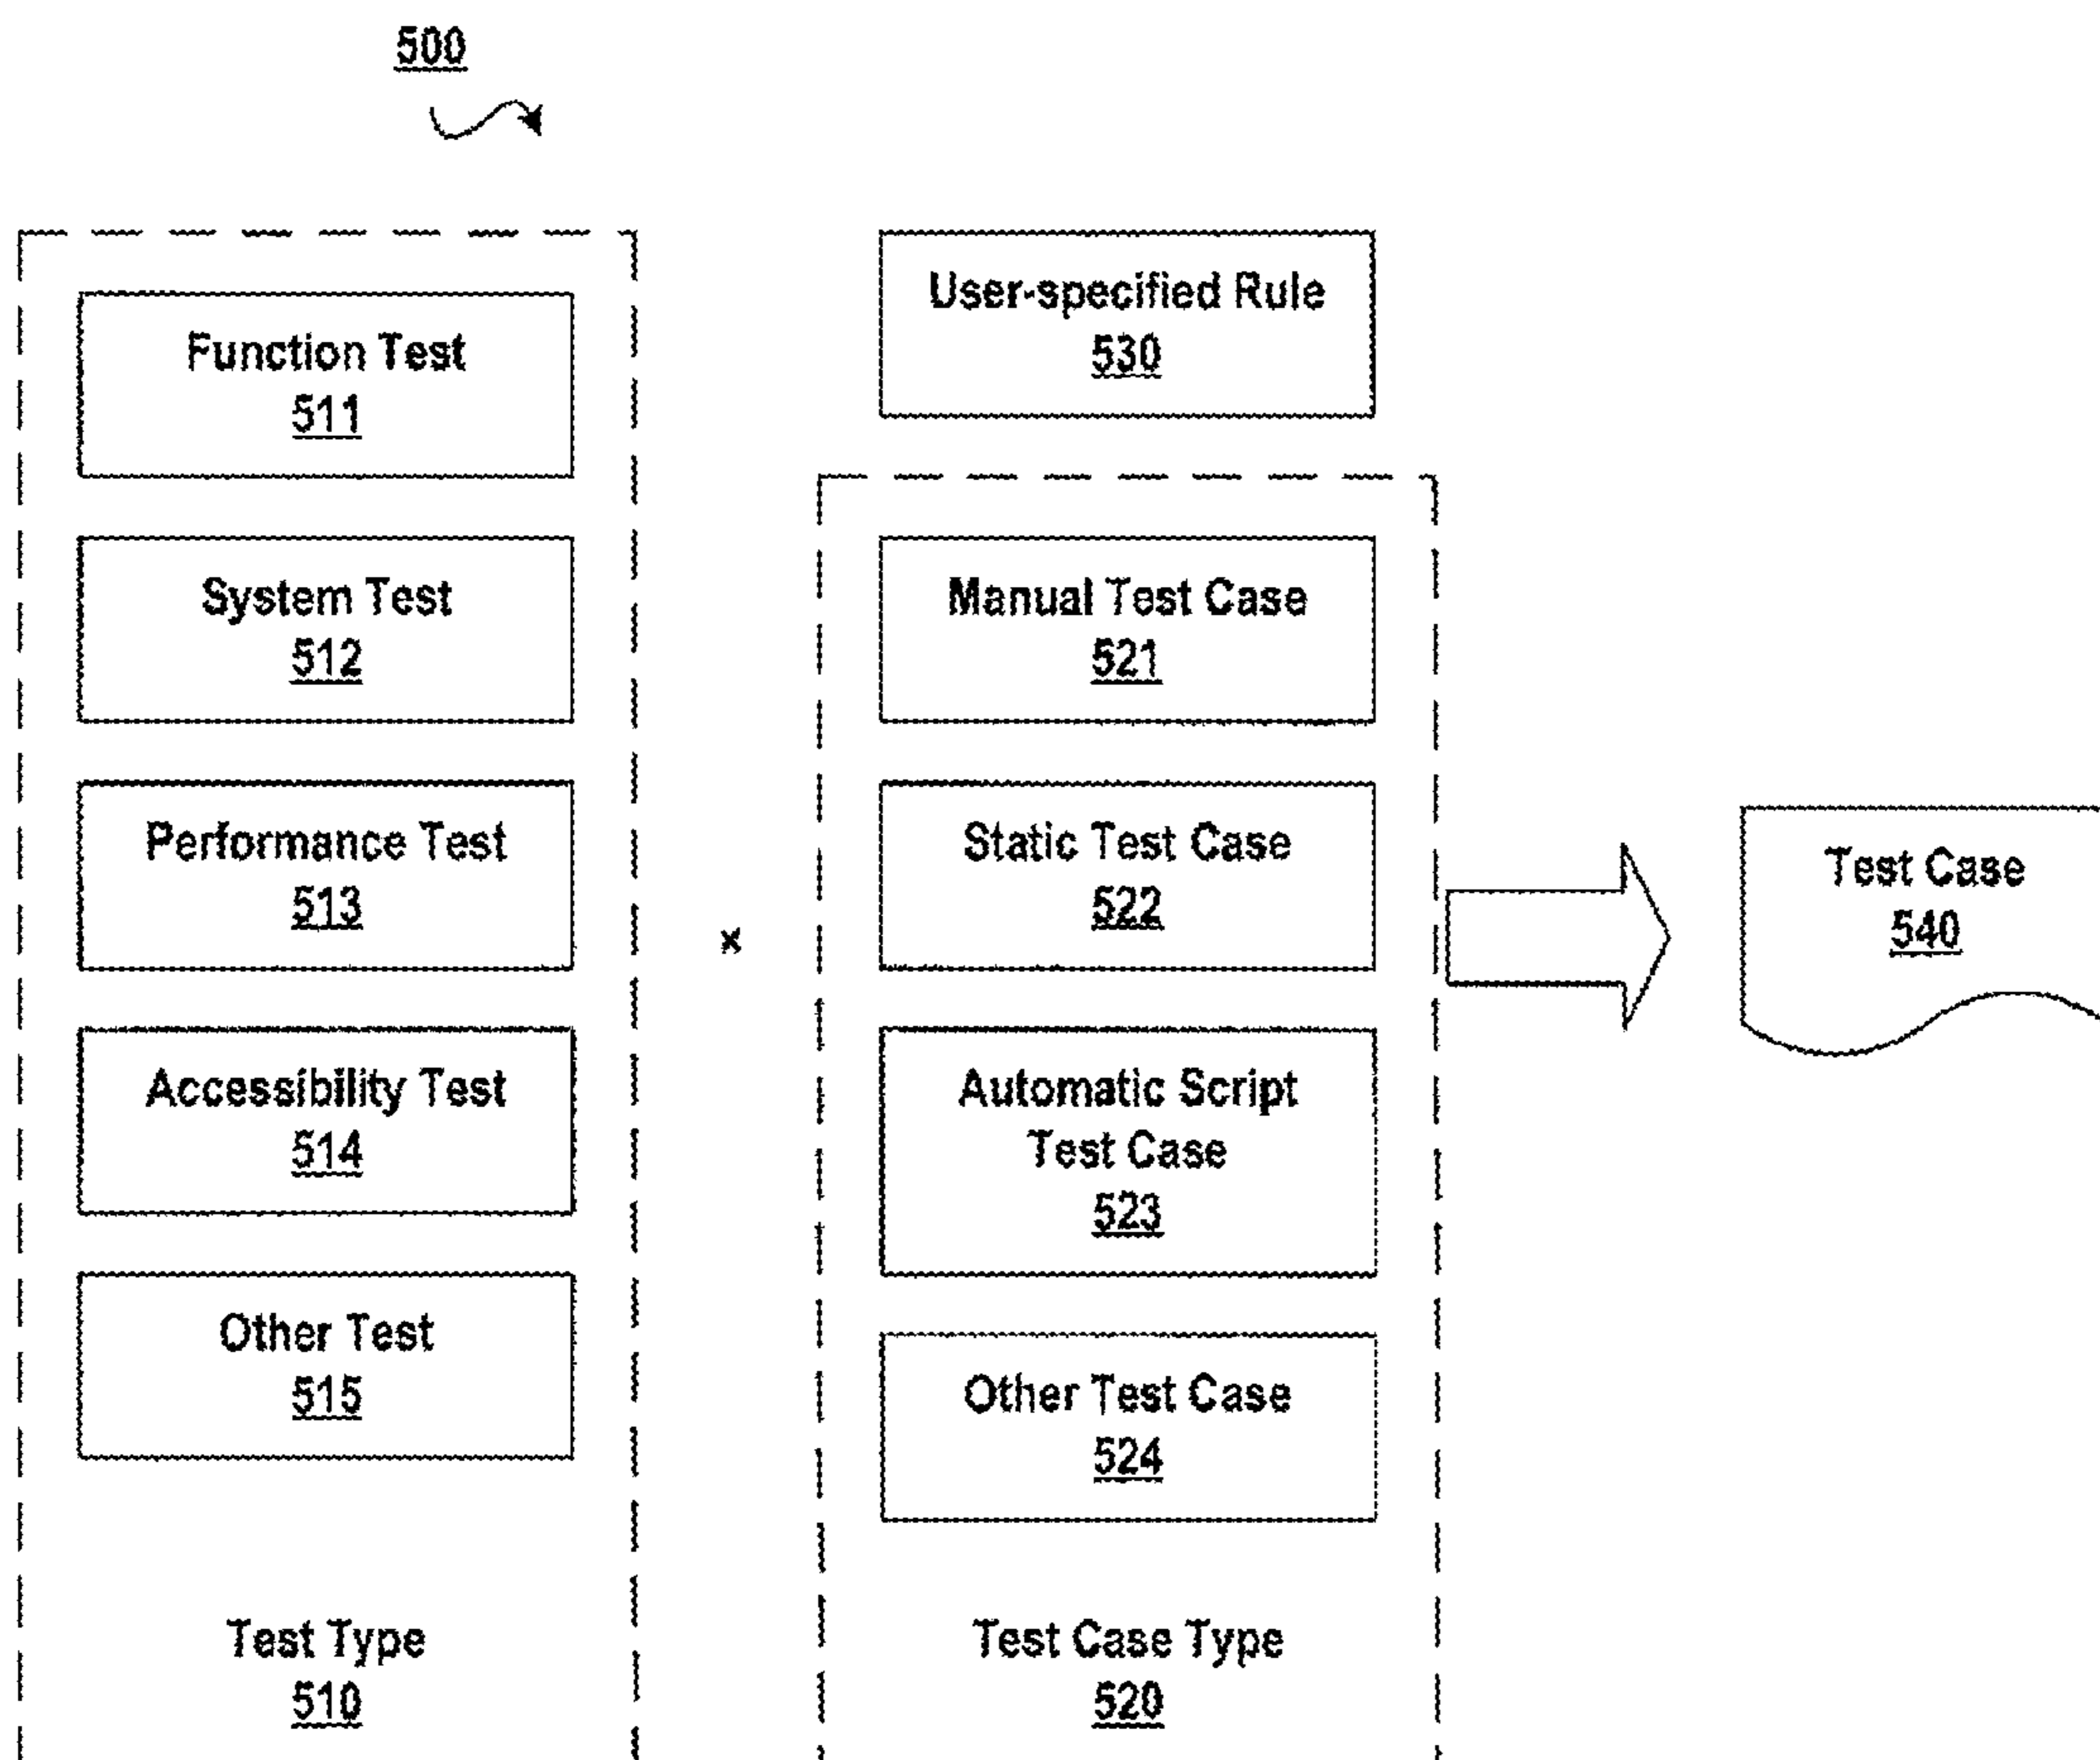 500
Function Test
511
System Test
512
Performance Test
513
Accessibility Test
514
Other Test
515
Test Type
510
x
User-specified Rule
530
Manual Test Case
521
Static Test Case
522
Automatic Script
Test Case
523
Other Test Case
524
Test Case Type
520
Test Case
540